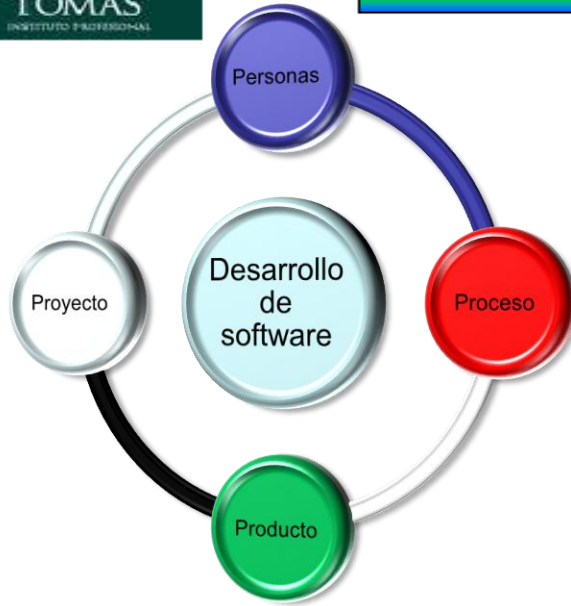 TOMAS
INSTITUTO PROFESIONAL
Personas
Desarrollo
de
software
Proyecto
Proceso
Producto